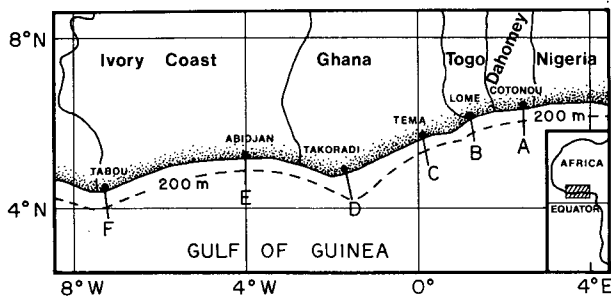 8°N
Ivory Coast
Ghana
Togo
Dahomey
Nigeria
COTONOU
LOME
TEMA
200 m
A
B
ABIDJAN
TAKORADI
C
TABOU
200 m
E
D
F
AFRICA
EQUATOR
4°N
GULF OF GUINEA
8°W
4°W
0°
4°E